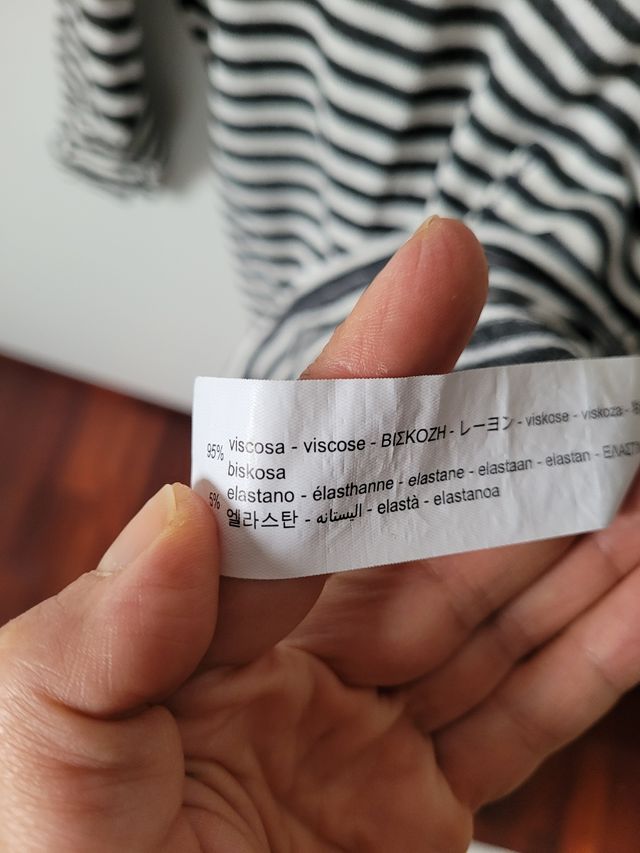 95% viscosa - viscose - ΒΙΣΚΟΖΗ - レーヨン - viskose - viskoza -
biskosa
5% elastano - élasthanne - elastane - elastaan - elastan -
엘라스탄 - اليستانه - elastà - elastanoa